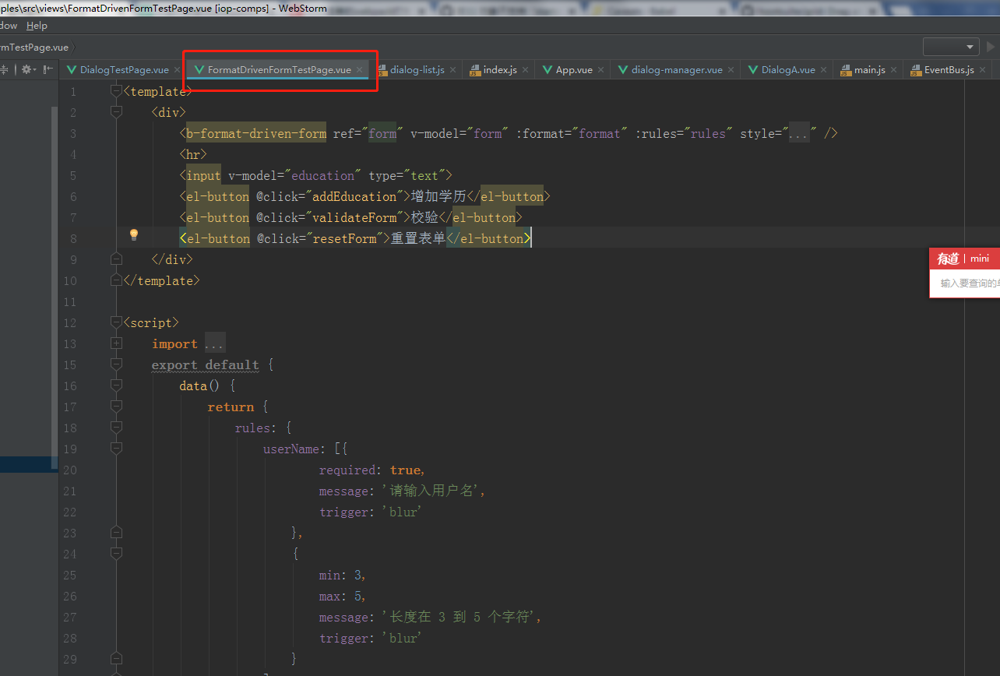 ples\src\views\FormatDrivenFormTestPage.vue [iop-comps] - WebStorm
dow Help
rmTestPage.vue
DialogTestPage.vue FormatDrivenFormTestPage.vue dialog-list.js index.js App.vue dialog-manager.vue DialogA.vue main.js EventBus.js
1 <template>
2 <div>
3 <b-format-driven-form ref="form" v-model="form" :format="format" :rules="rules" style="..." />
4 <hr>
5 <input v-model="education" type="text">
6 <el-button @click="addEducation">增加学历</el-button>
7 <el-button @click="validateForm">校验</el-button>
8 <el-button @click="resetForm">重置表单</el-button>
9 </div>
10 </template>
11
12 <script>
13 import ...
15 export default {
16 data() {
17 return {
18 rules: {
19 userName: [{
20 required: true,
21 message: '请输入用户名',
22 trigger: 'blur'
23 },
24 {
25 min: 3,
26 max: 5,
27 message: '长度在 3 到 5 个字符',
28 trigger: 'blur'
29 }
有道 | mini
输入要查询的单